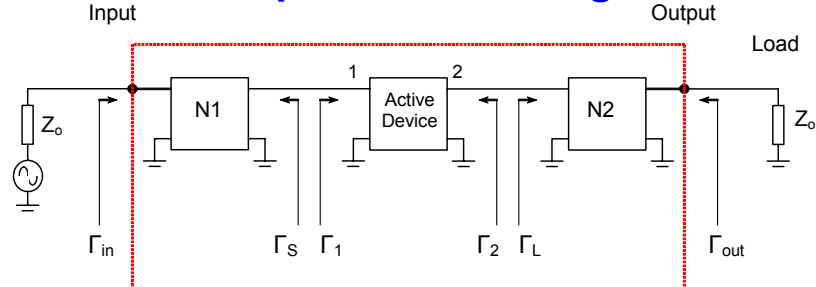 Input
Output
Load
1
2
N1
Active
Device
N2
Zo
Zo
Γin
ΓS
Γ1
Γ2
ΓL
Γout